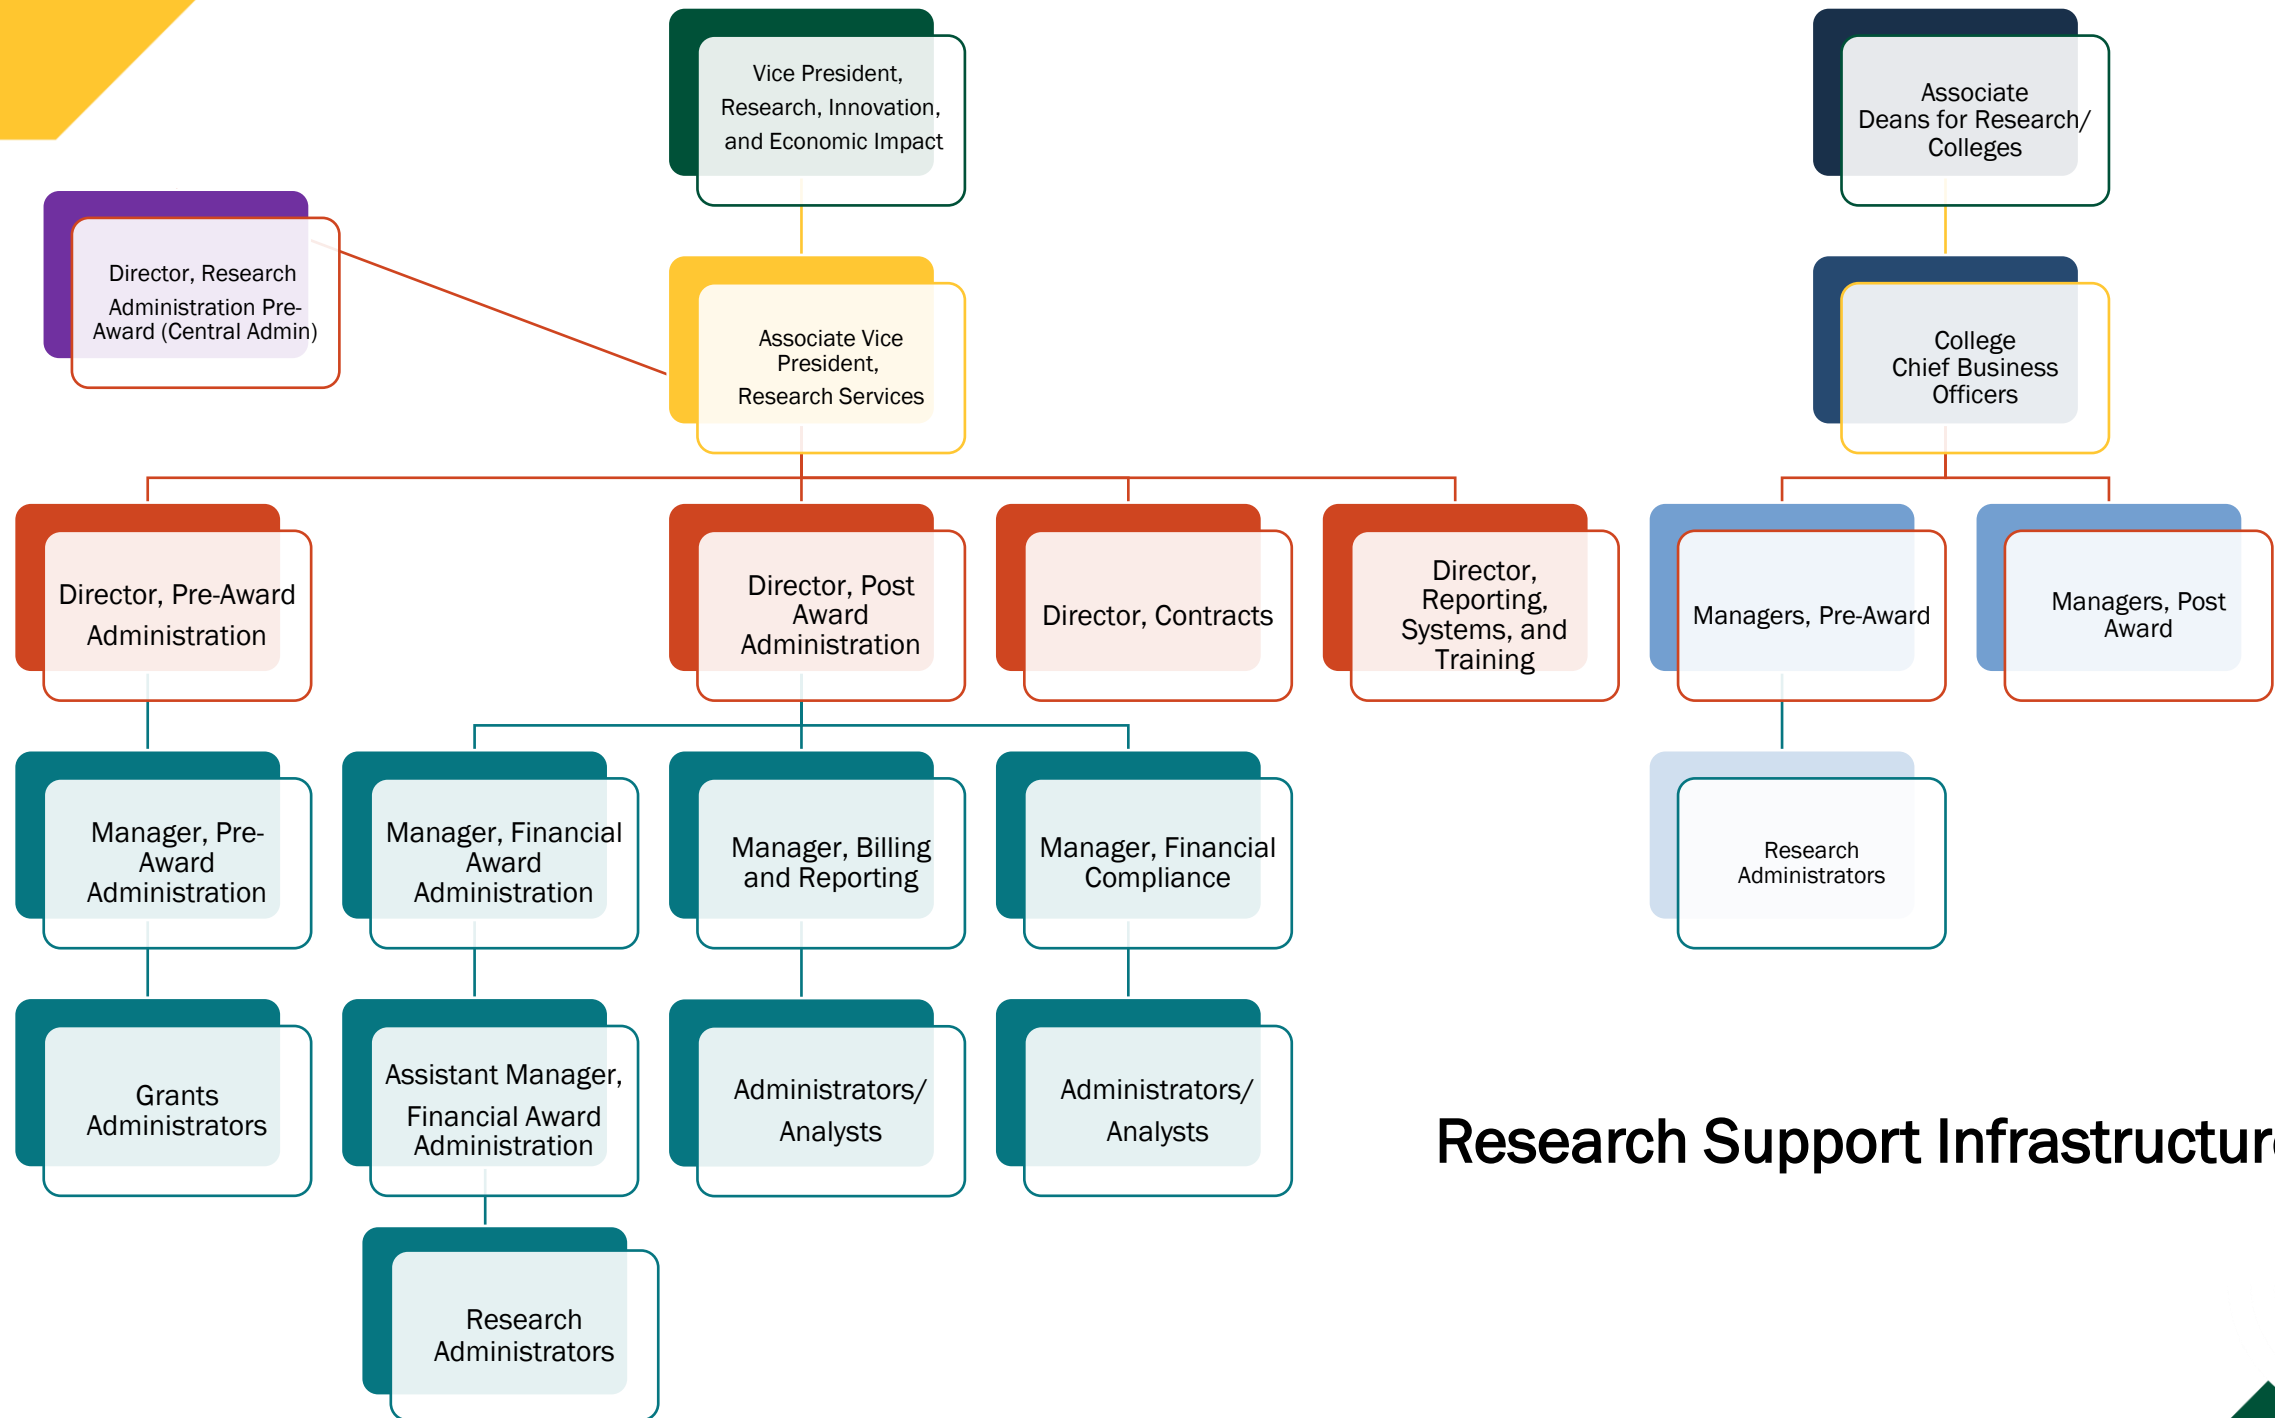 Vice President,
Research, Innovation,
and Economic Impact
Associate
Deans for Research/
Colleges
Director, Research
Administration Pre-
Award (Central Admin)
Associate Vice
President,
Research Services
College
Chief Business
Officers
Director, Pre-Award
Administration
Director, Post
Award
Administration
Director, Contracts
Director,
Reporting,
Systems, and
Training
Managers, Pre-Award
Managers, Post
Award
Manager, Pre-
Award
Administration
Manager, Financial
Award
Administration
Manager, Billing
and Reporting
Manager, Financial
Compliance
Research
Administrators
Grants
Administrators
Assistant Manager,
Financial Award
Administration
Administrators/
Analysts
Administrators/
Analysts
Research Support Infrastructure
Research
Administrators